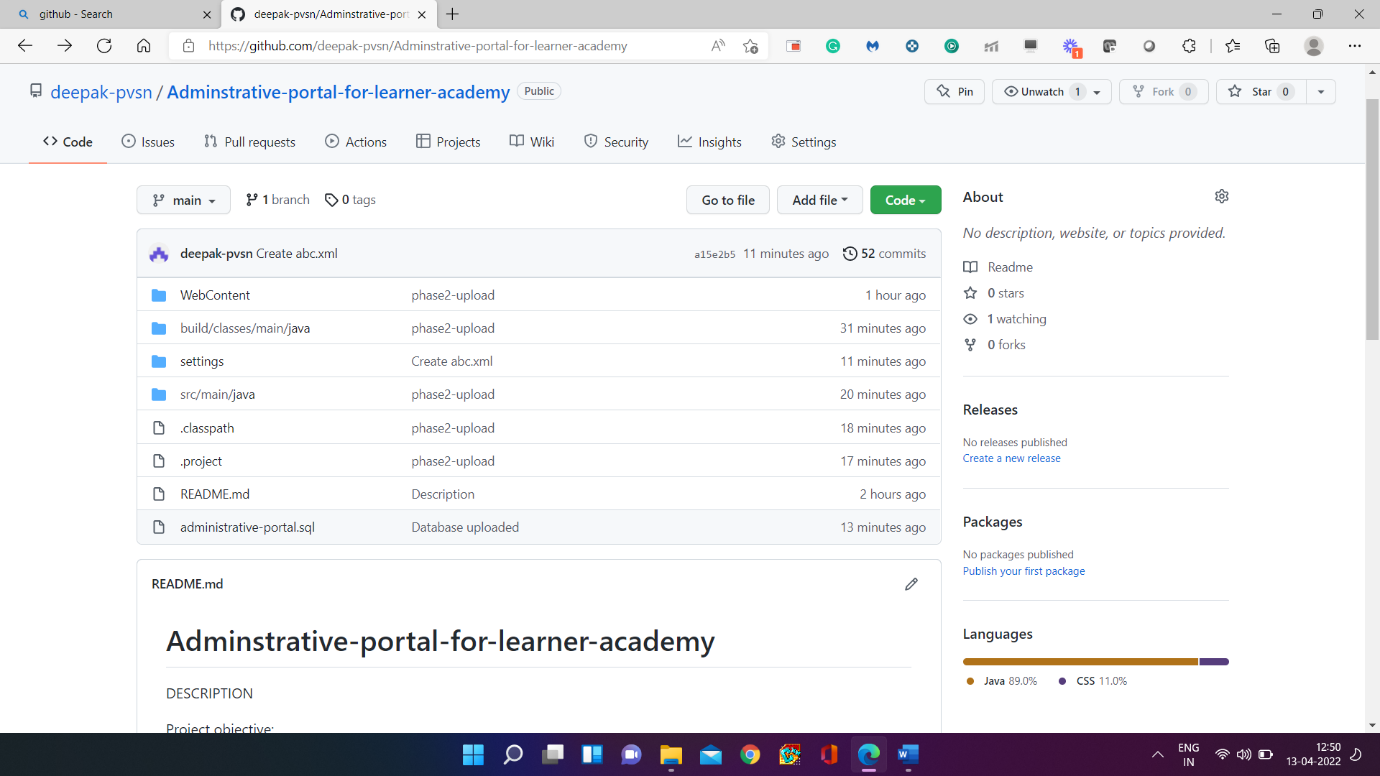 github - Search
deepak-pvsn/Adminstrative-port
https://github.com/deepak-pvsn/Adminstrative-portal-for-learner-academy
1
deepak-pvsn / Adminstrative-portal-for-learner-academy Public
Pin Unwatch 1 Fork 0 Star 0
Code Issues Pull requests Actions Projects Wiki Security Insights Settings
main 1 branch 0 tags Go to file Add file Code
deepak-pvsn Create abc.xml a15e2b5 11 minutes ago 52 commits
WebContent phase2-upload 1 hour ago
build/classes/main/java phase2-upload 31 minutes ago
settings Create abc.xml 11 minutes ago
src/main/java phase2-upload 20 minutes ago
.classpath phase2-upload 18 minutes ago
.project phase2-upload 17 minutes ago
README.md Description 2 hours ago
administrative-portal.sql Database uploaded 13 minutes ago
README.md
Adminstrative-portal-for-learner-academy
DESCRIPTION
Project objective:
About
No description, website, or topics provided.
Readme
0 stars
1 watching
0 forks
Releases
No releases published
Create a new release
Packages
No packages published
Publish your first package
Languages
Java 89.0% CSS 11.0%
ENG
IN
12:50
13-04-2022